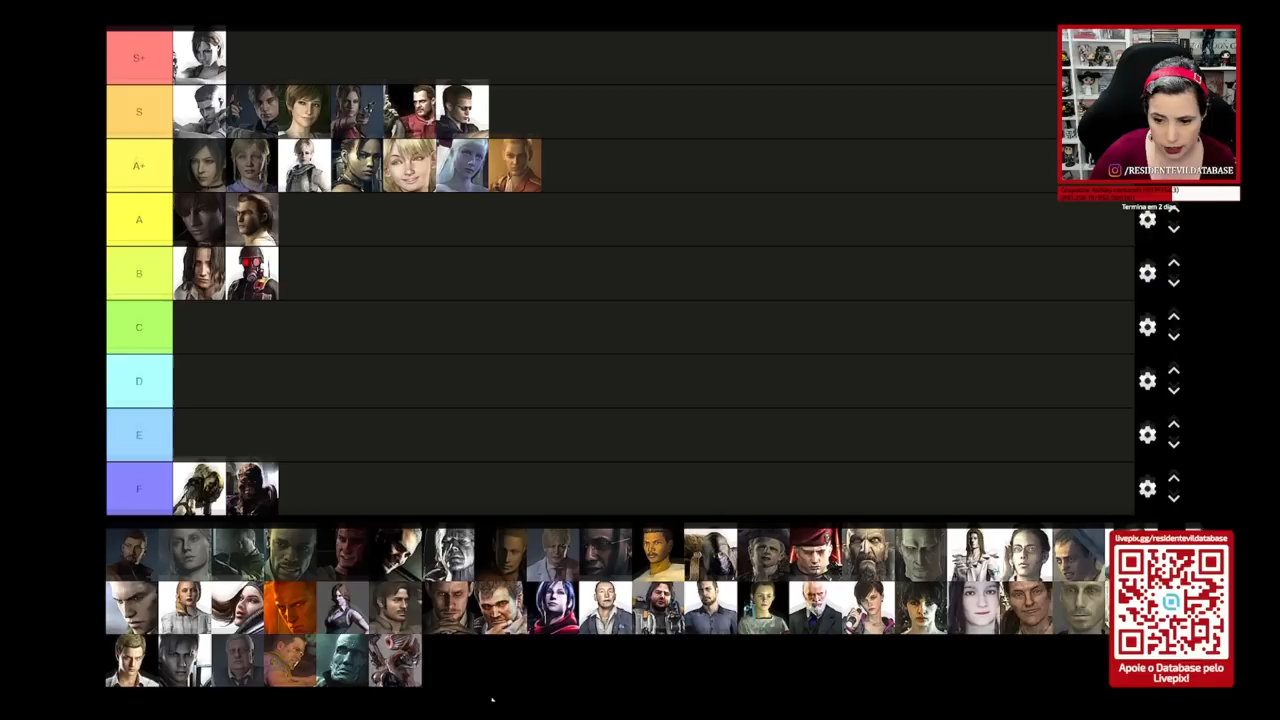 S+
S
A+
A
B
C
D
E
F
/RESIDENTEVILDATABASE
Termina em 2 dias
livepix.gg/residentevildatabase
Apoie o Database pelo
Livepix!